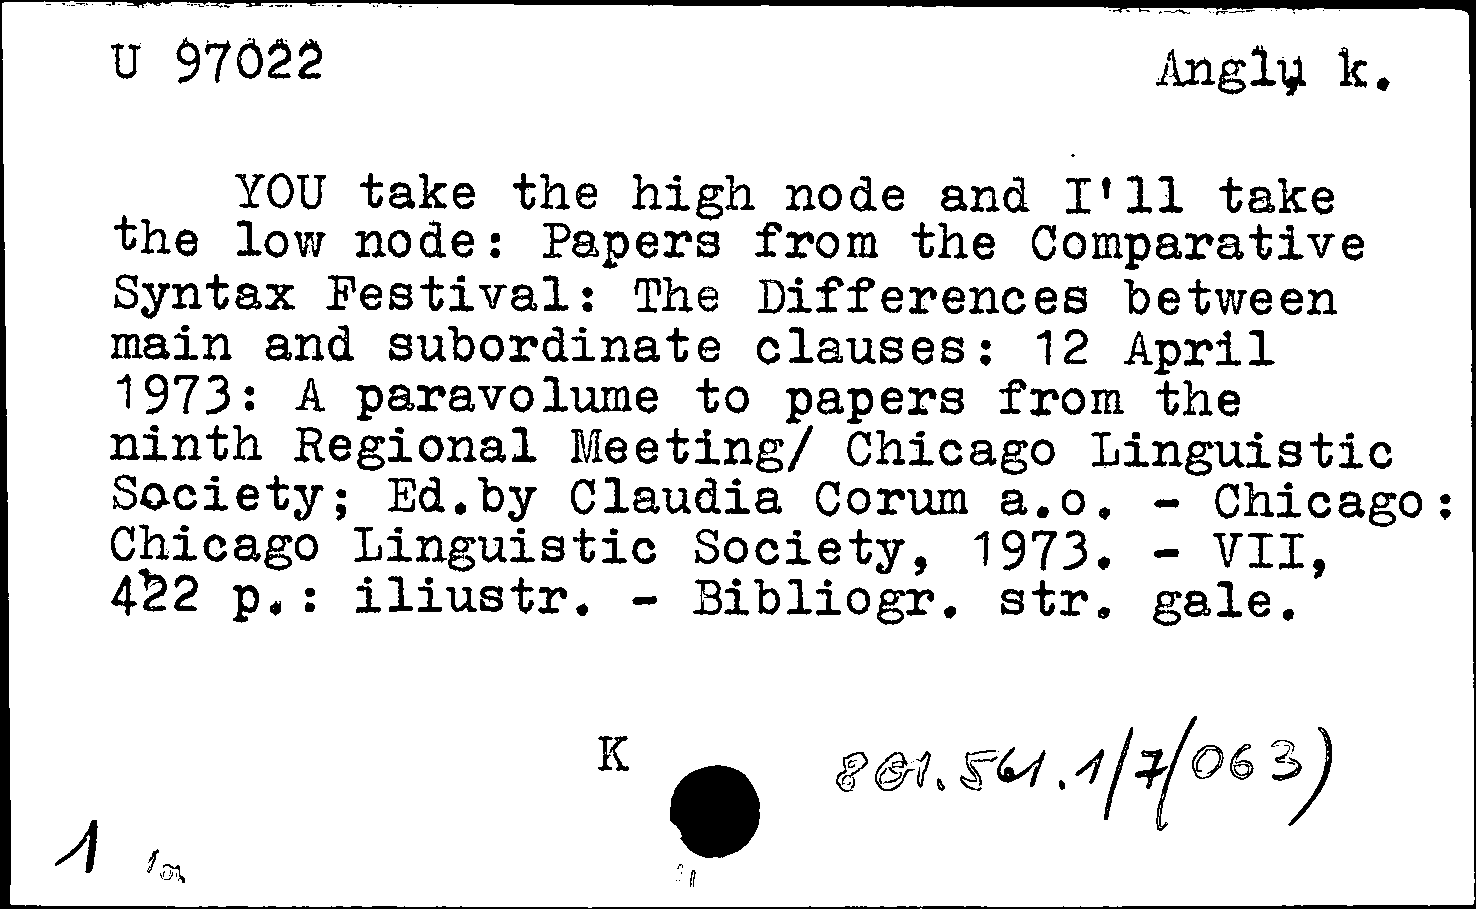 U 97022
Anglų k.
YOU take the high node and I'll take
the low node: Papers from the Comparative
Syntax Festival: The Differences between
main and subordinate clauses: 12 April
1973: A paravolume to papers from the
ninth Regional Meeting/ Chicago Linguistic
Society; Ed.by Claudia Corum a.o. - Chicago:
Chicago Linguistic Society, 1973. - VII,
422 p.: iliustr. - Bibliogr. str. gale.
K
801.561.1/7(063)
1